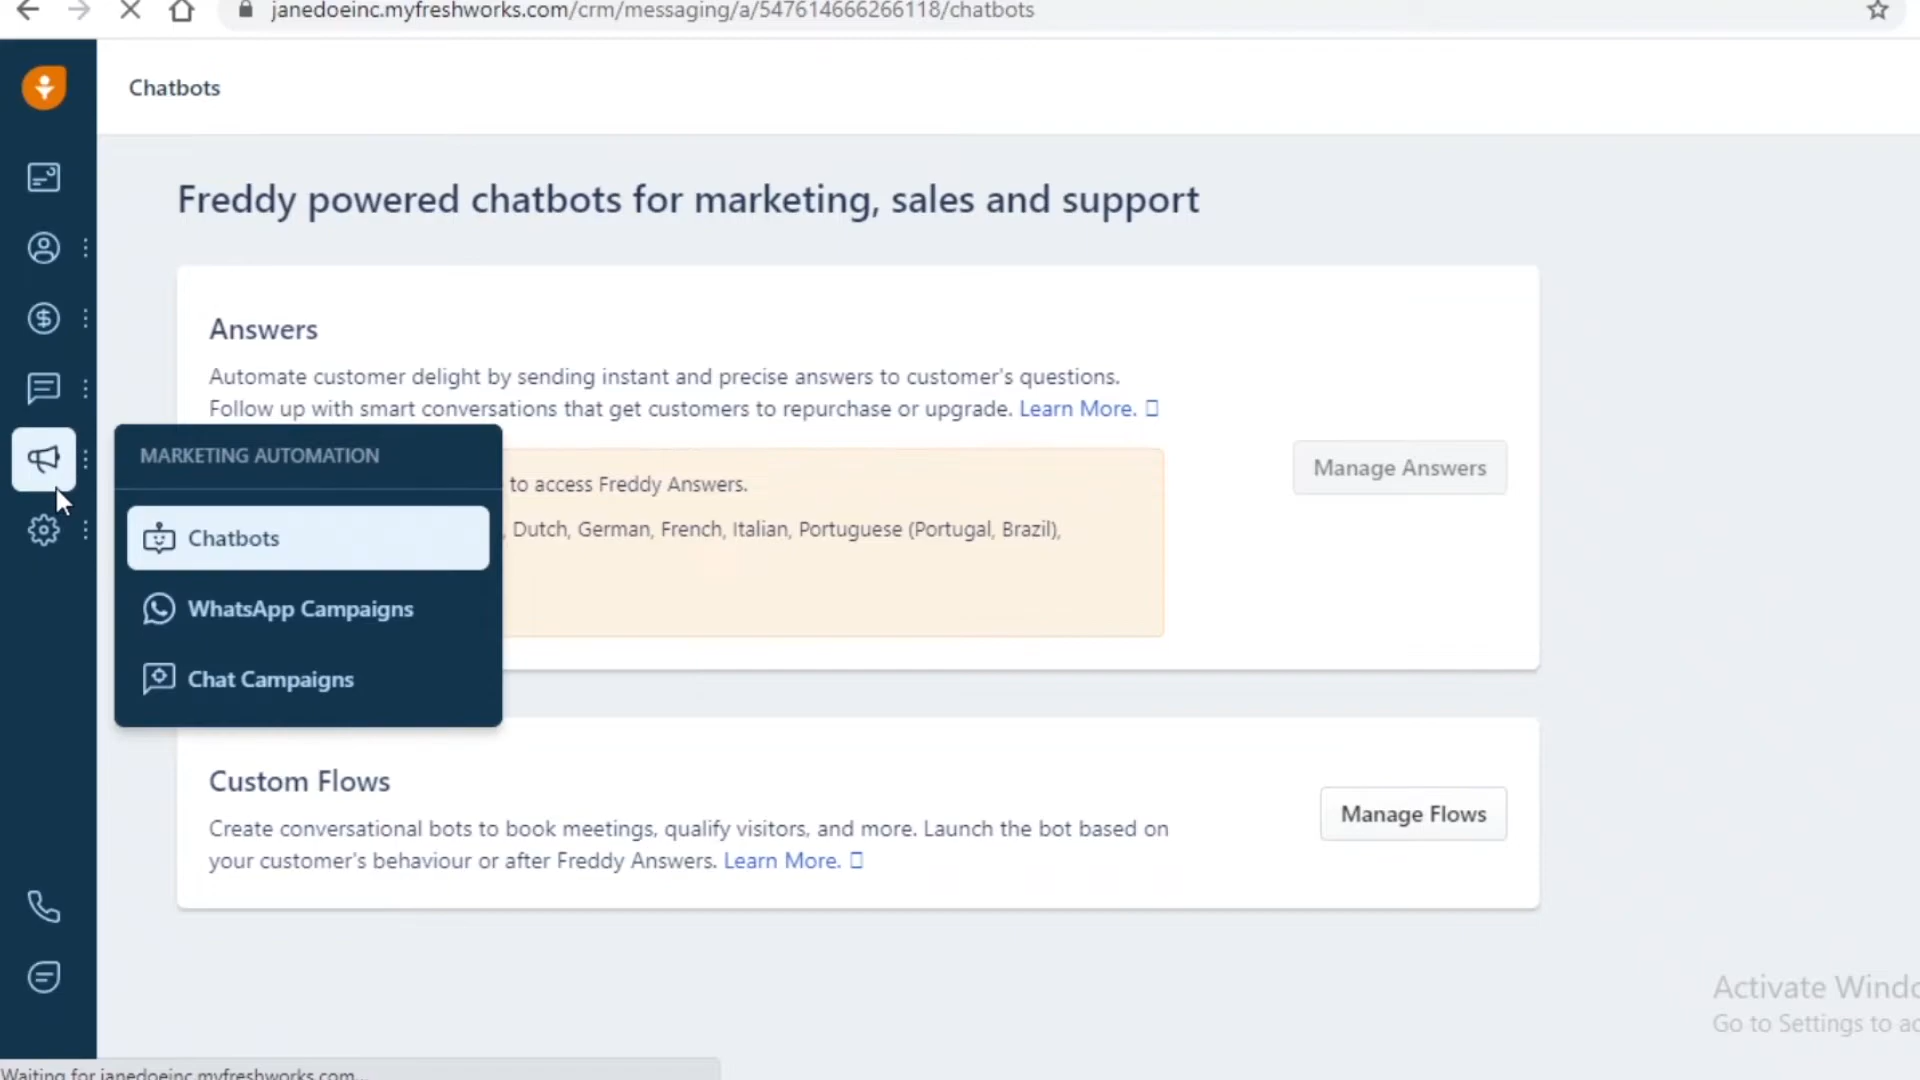 janedoeinc.myfreshworks.com/crm/messaging/a/547614666266118/chatbots
Chatbots
Freddy powered chatbots for marketing, sales and support
Answers
Automate customer delight by sending instant and precise answers to customer's questions.
Follow up with smart conversations that get customers to repurchase or upgrade. Learn More.
Manage Answers
MARKETING AUTOMATION
to access Freddy Answers.
Chatbots
, Dutch, German, French, Italian, Portuguese (Portugal, Brazil),
WhatsApp Campaigns
Chat Campaigns
Custom Flows
Create conversational bots to book meetings, qualify visitors, and more. Launch the bot based on
your customer's behaviour or after Freddy Answers. Learn More.
Manage Flows
Activate Windo
Go to Settings to ac
Waiting for janedoeinc.myfreshworks.com...